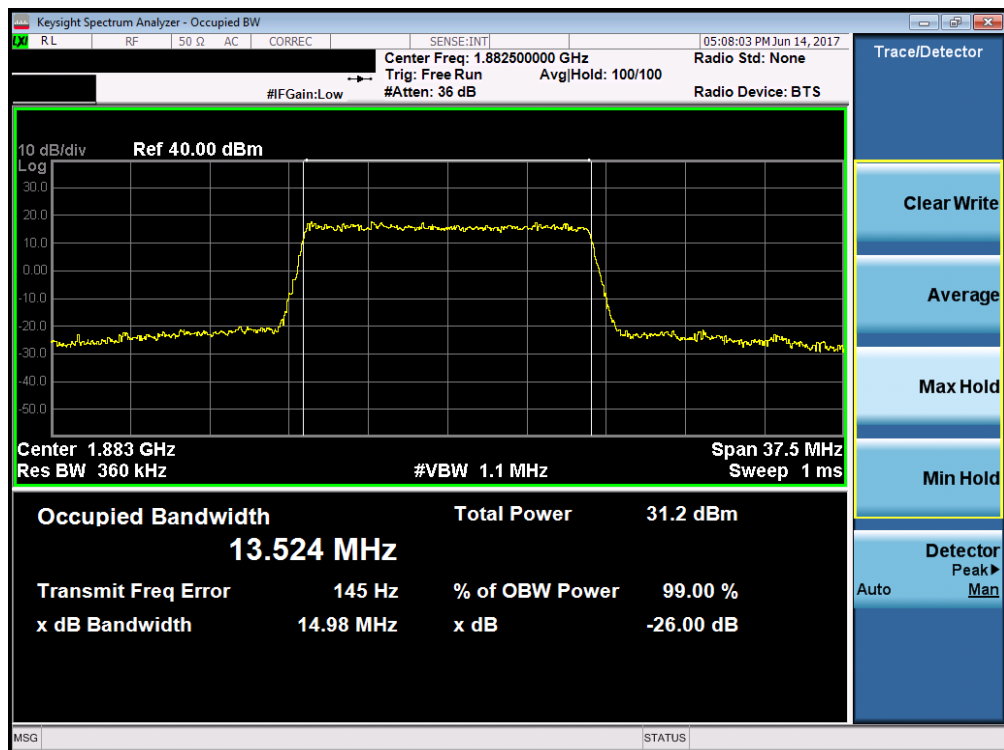 Keysight Spectrum Analyzer - Occupied BW
LXI RL RF 50 Ω AC CORREC SENSE:INT 05:08:03 PM Jun 14, 2017
Center Freq: 1.882500000 GHz Radio Std: None
Trig: Free Run Avg|Hold: 100/100
#IFGain:Low #Atten: 36 dB Radio Device: BTS
10 dB/div Ref 40.00 dBm
Log
30.0
20.0
10.0
0.00
-10.0
-20.0
-30.0
-40.0
-50.0
Center 1.883 GHz Span 37.5 MHz
Res BW 360 kHz #VBW 1.1 MHz Sweep 1 ms
Occupied Bandwidth Total Power 31.2 dBm
13.524 MHz
Transmit Freq Error 145 Hz % of OBW Power 99.00 %
x dB Bandwidth 14.98 MHz x dB -26.00 dB
Trace/Detector
Clear Write
Average
Max Hold
Min Hold
Detector
Peak▶
Auto Man
MSG STATUS